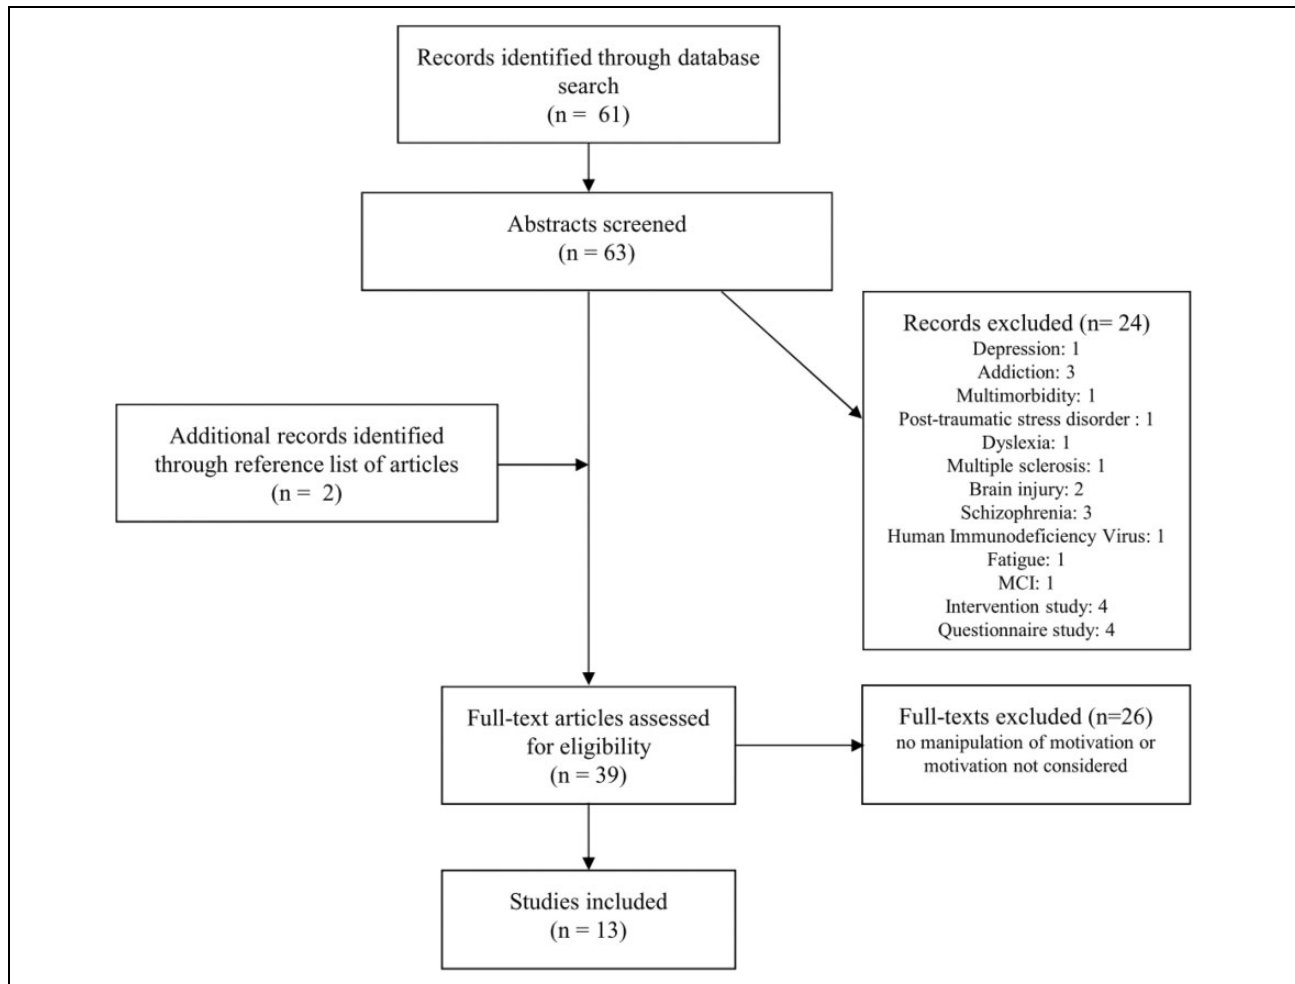 Records identified through database
search
(n =  61)
Abstracts screened
(n = 63)
Records excluded (n= 24)
Depression: 1
Addiction: 3
Multimorbidity: 1
Post-traumatic stress disorder : 1
Dyslexia: 1
Multiple sclerosis: 1
Brain injury: 2
Schizophrenia: 3
Human Immunodeficiency Virus: 1
Fatigue: 1
MCI: 1
Intervention study: 4
Questionnaire study: 4
Additional records identified
through reference list of articles
(n =  2)
Full-text articles assessed
for eligibility
(n = 39)
Full-texts excluded (n=26)
no manipulation of motivation or
motivation not considered
Studies included
(n = 13)